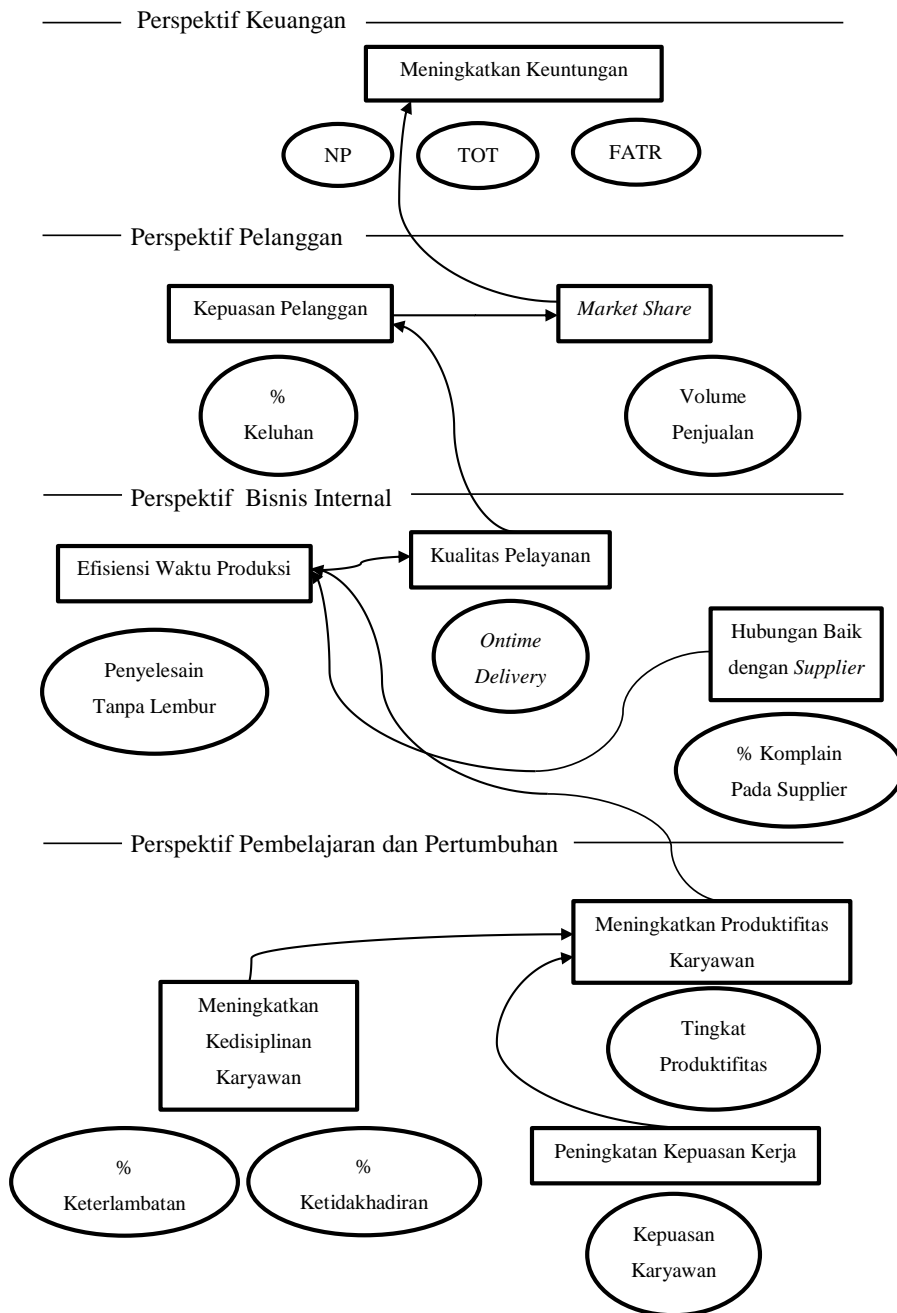 Perspektif Keuangan
Meningkatkan Keuntungan
NP
TOT
FATR
Perspektif Pelanggan
Kepuasan Pelanggan
Market Share
%
Keluhan
Volume
Penjualan
Perspektif Bisnis Internal
Efisiensi Waktu Produksi
Kualitas Pelayanan
Penyelesain
Tanpa Lembur
Ontime
Delivery
Hubungan Baik
dengan Supplier
% Komplain
Pada Supplier
Perspektif Pembelajaran dan Pertumbuhan
Meningkatkan Produktifitas
Karyawan
Meningkatkan
Kedisiplinan
Karyawan
Tingkat
Produktifitas
%
Keterlambatan
%
Ketidakhadiran
Peningkatan Kepuasan Kerja
Kepuasan
Karyawan